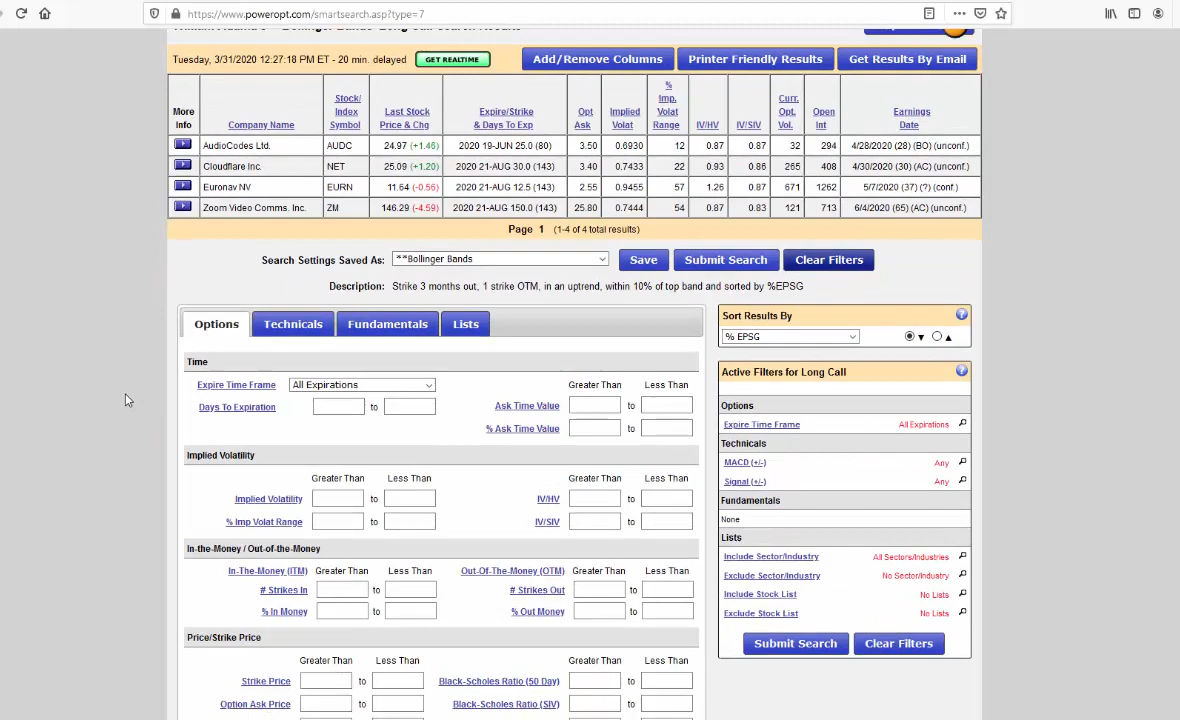 https://www.poweropt.com/smartsearch.asp?type=7
Tuesday, 3/31/2020 12:27:18 PM ET - 20 min. delayed GET REALTIME Add/Remove Columns Printer Friendly Results Get Results By Email
More Info Company Name Stock/ Index Symbol Last Stock Price & Chg Expire/Strike & Days To Exp Opt Ask Implied Volat % Imp. Volat Range IV/HV IV/SIV Curr. Opt. Vol. Open Int Earnings Date
AudioCodes Ltd. AUDC 24.97 (+1.46) 2020 19-JUN 25.0 (80) 3.50 0.6930 12 0.87 0.87 32 294 4/28/2020 (28) (BO) (unconf.)
Cloudflare Inc. NET 25.09 (+1.20) 2020 21-AUG 30.0 (143) 3.40 0.7433 22 0.93 0.86 265 408 4/30/2020 (30) (AC) (unconf.)
Euronav NV EURN 11.64 (-0.56) 2020 21-AUG 12.5 (143) 2.55 0.9455 57 1.26 0.86 671 1262 5/7/2020 (37) (?) (conf.)
Zoom Video Comms. Inc. ZM 146.29 (-4.59) 2020 21-AUG 150.0 (143) 25.80 0.7444 54 0.87 0.83 121 713 6/4/2020 (65) (AC) (unconf.)
Page 1 (1-4 of 4 total results)
Search Settings Saved As: **Bollinger Bands Save Submit Search Clear Filters
Description: Strike 3 months out, 1 strike OTM, in an uptrend, within 10% of top band and sorted by %EPSG
Options Technicals Fundamentals Lists
Time
Expire Time Frame All Expirations Greater Than Less Than
Days To Expiration to Ask Time Value to
% Ask Time Value to
Implied Volatility
Greater Than Less Than Greater Than Less Than
Implied Volatility to IV/HV to
% Imp Volat Range to IV/SIV to
In-the-Money / Out-of-the-Money
In-The-Money (ITM) Greater Than Less Than Out-Of-The-Money (OTM) Greater Than Less Than
# Strikes In to # Strikes Out to
% In Money to % Out Money to
Price/Strike Price
Greater Than Less Than Greater Than Less Than
Strike Price to Black-Scholes Ratio (50 Day) to
Option Ask Price to Black-Scholes Ratio (SIV) to
Sort Results By
% EPSG
Active Filters for Long Call
Options
Expire Time Frame All Expirations
Technicals
MACD (+/-) Any
Signal (+/-) Any
Fundamentals
None
Lists
Include Sector/Industry All Sectors/Industries
Exclude Sector/Industry No Sector/Industry
Include Stock List No Lists
Exclude Stock List No Lists
Submit Search Clear Filters